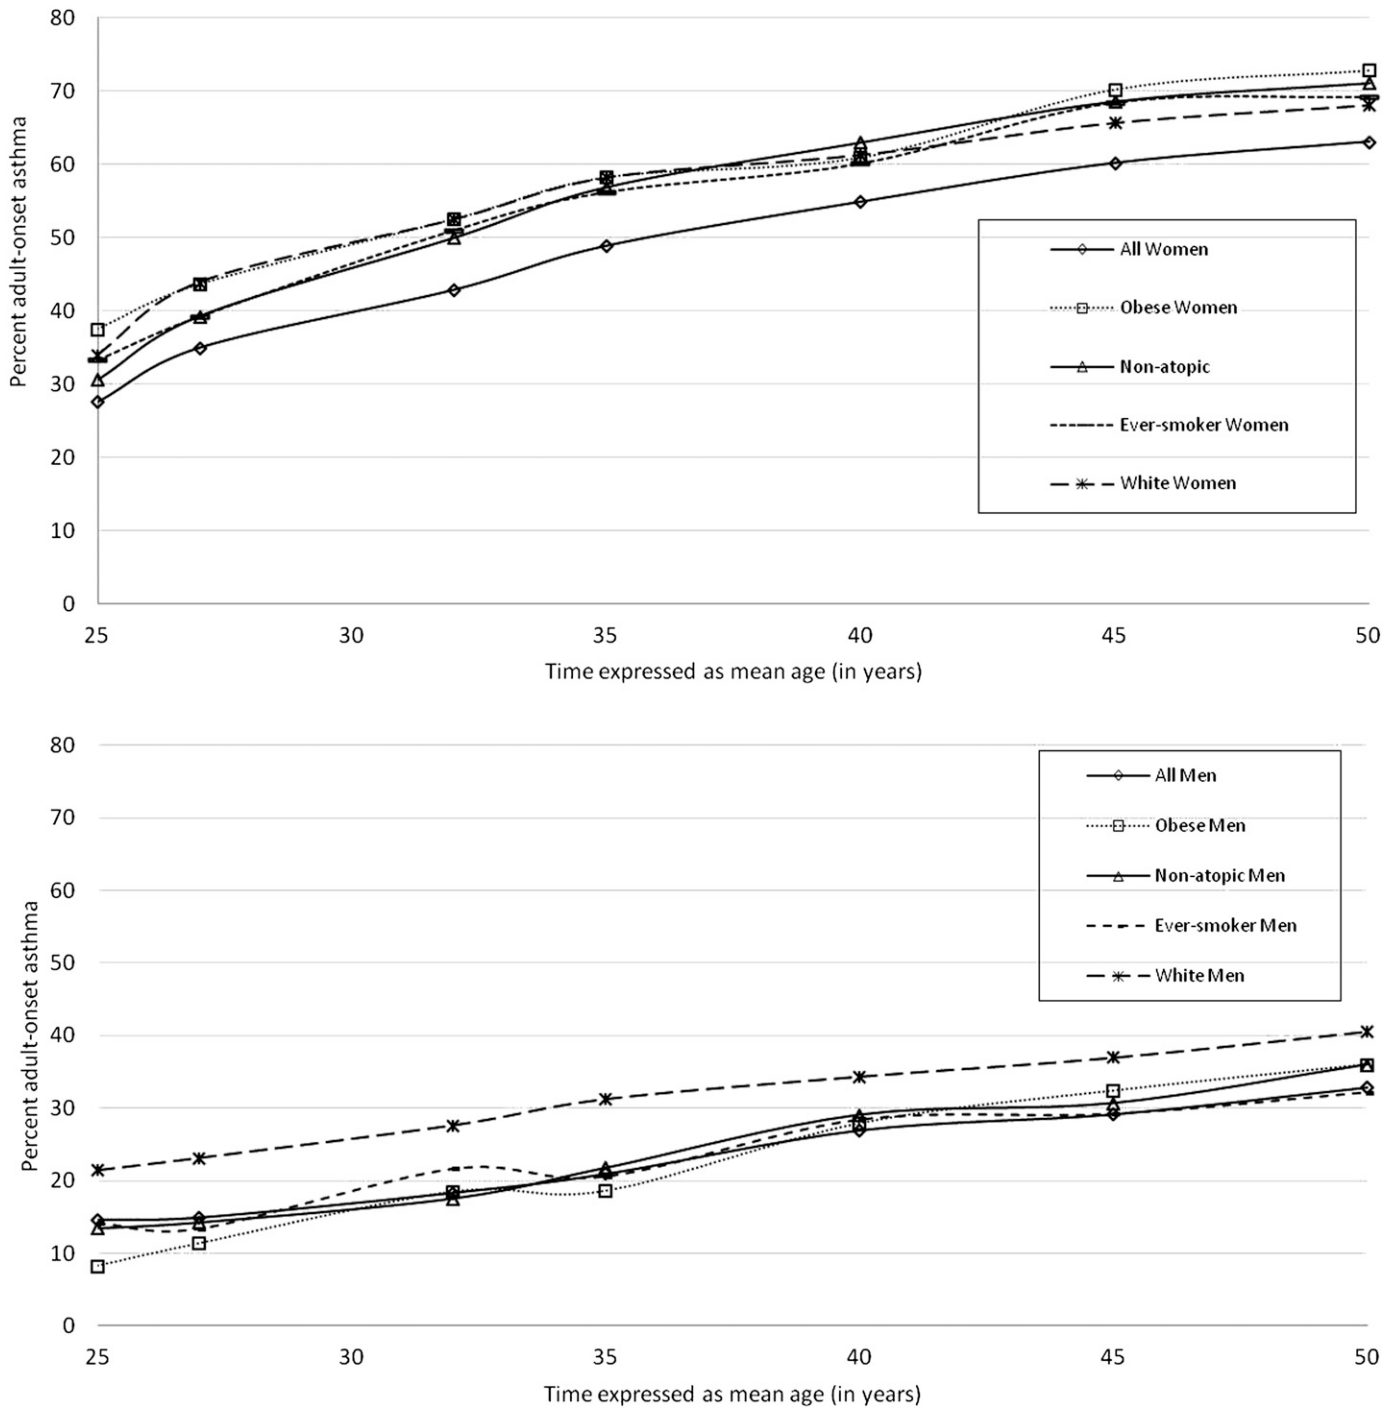 80
70
60
50
40
30
20
10
0
Percent adult-onset asthma
All Women
Obese Women
Non-atopic
Ever-smoker Women
White Women
25 30 35 40 45 50
Time expressed as mean age (in years)
80
70
60
50
40
30
20
10
0
Percent adult-onset asthma
All Men
Obese Men
Non-atopic Men
Ever-smoker Men
White Men
25 30 35 40 45 50
Time expressed as mean age (in years)